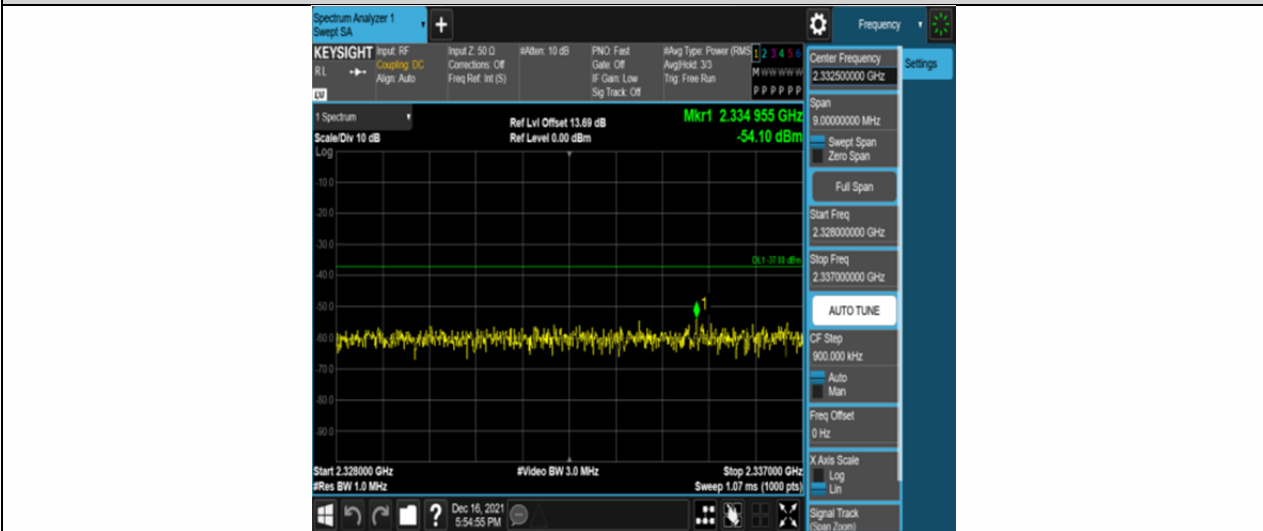 Spectrum Analyzer 1
Swept SA
+
Frequency
KEYSIGHT
RL
Input: RF
Coupling: DC
Align: Auto
Input Z: 50 Ω
Corrections: Off
Freq Ref: Int (S)
#Atten: 10 dB
PNO: Fast
Gate: Off
IF Gain: Low
Sig Track: Off
#Avg Type: Power (RMS
Avg|Hold: 3/3
Trig: Free Run
1 2 3 4 5 6
M W W W W W
P P P P P P
1 Spectrum
Scale/Div 10 dB
Log
Ref Lvl Offset 13.69 dB
Ref Level 0.00 dBm
Mkr1 2.334 955 GHz
-54.10 dBm
-10.0
-20.0
-30.0
DL1 -37.00 dBm
-40.0
-50.0
1
-60.0
-70.0
-80.0
-90.0
Start 2.328000 GHz
#Res BW 1.0 MHz
#Video BW 3.0 MHz
Stop 2.337000 GHz
Sweep 1.07 ms (1000 pts)
?
Dec 16, 2021
5:54:55 PM
Center Frequency
2.332500000 GHz
Settings
Span
9.00000000 MHz
Swept Span
Zero Span
Full Span
Start Freq
2.328000000 GHz
Stop Freq
2.337000000 GHz
AUTO TUNE
CF Step
900.000 kHz
Auto
Man
Freq Offset
0 Hz
X Axis Scale
Log
Lin
Signal Track
(Span Zoom)